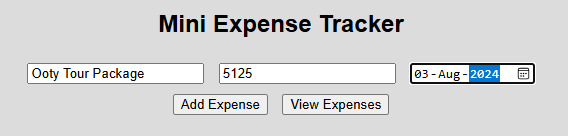 Mini Expense Tracker
Ooty Tour Package 5125 03-Aug-2024
Add Expense View Expenses